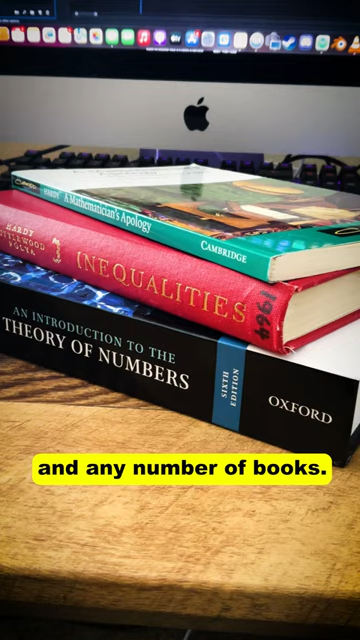 HARDY
A Mathematician's Apology
CAMBRIDGE
HARDY
LITTLEWOOD
POLYA
INEQUALITIES
1964
AN INTRODUCTION TO THE
THEORY OF NUMBERS
SIXTH
EDITION
OXFORD
and any number of books.